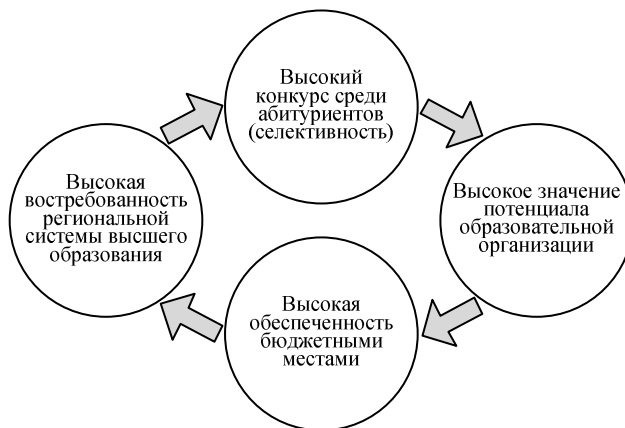 Высокий
конкурс среди
абитуриентов
(селективность)
Высокая
востребованность
региональной
системы высшего
образования
Высокое значение
потенциала
образовательной
организации
Высокая
обеспеченность
бюджетными
местами